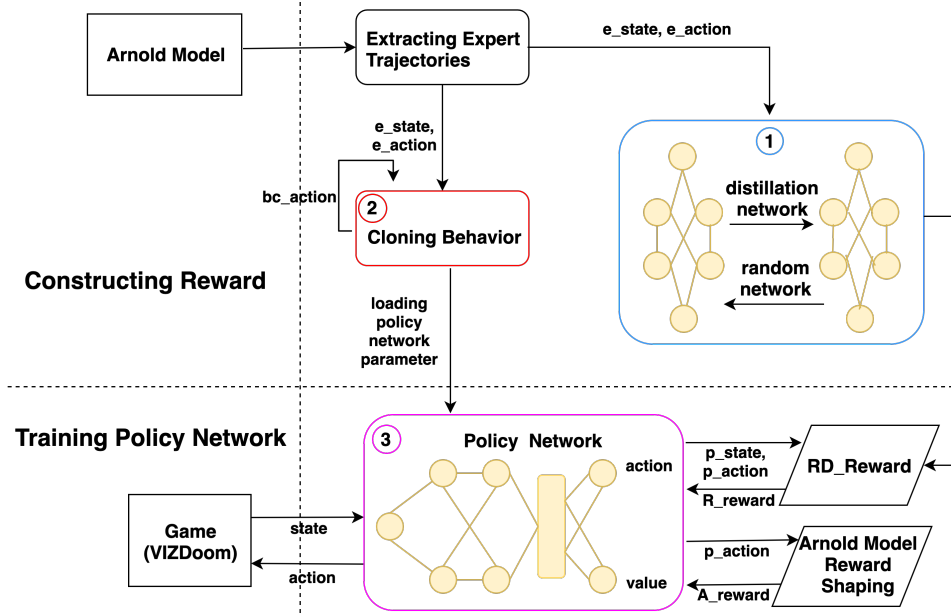 Arnold Model
Extracting Expert
Trajectories
e_state, e_action
e_state,
e_action
bc_action
2
Cloning Behavior
1
distillation
network
random
network
Constructing Reward
loading
policy
network
parameter
Training Policy Network
3
Policy Network
action
value
p_state,
p_action
R_reward
RD_Reward
Game
(VIZDoom)
state
action
p_action
A_reward
Arnold Model
Reward
Shaping